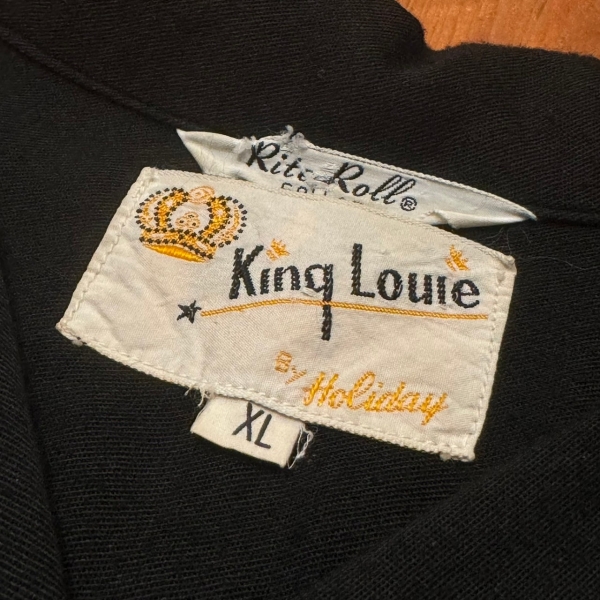 Rite-Roll®
King Louie
By Holiday
XL